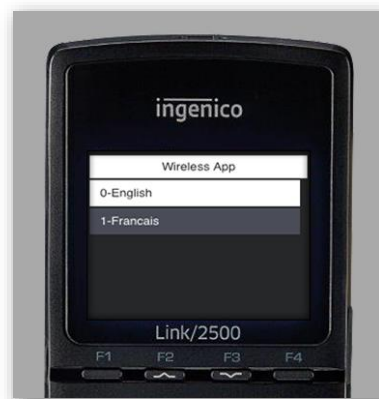 ingenico
Wireless App
0-English
1-Francais
Link/2500
F1 F2 F3 F4